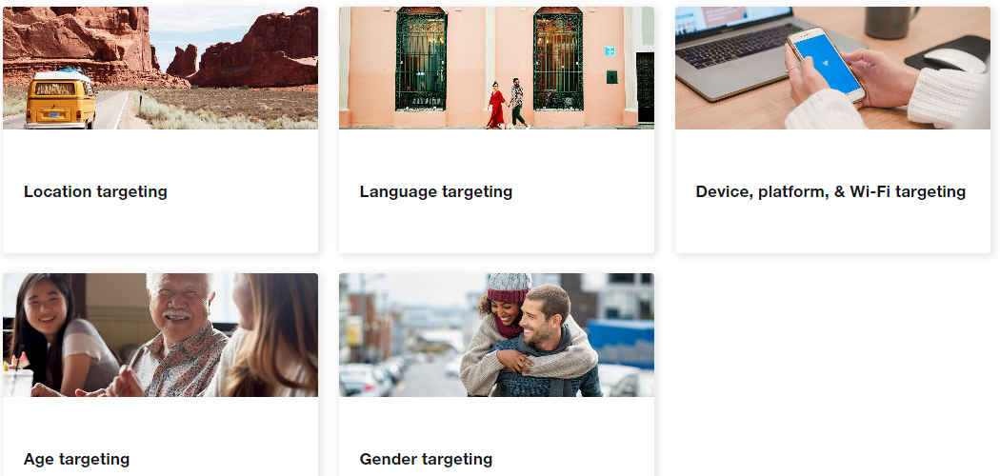 Location targeting
Language targeting
Device, platform, & Wi-Fi targeting
Age targeting
Gender targeting